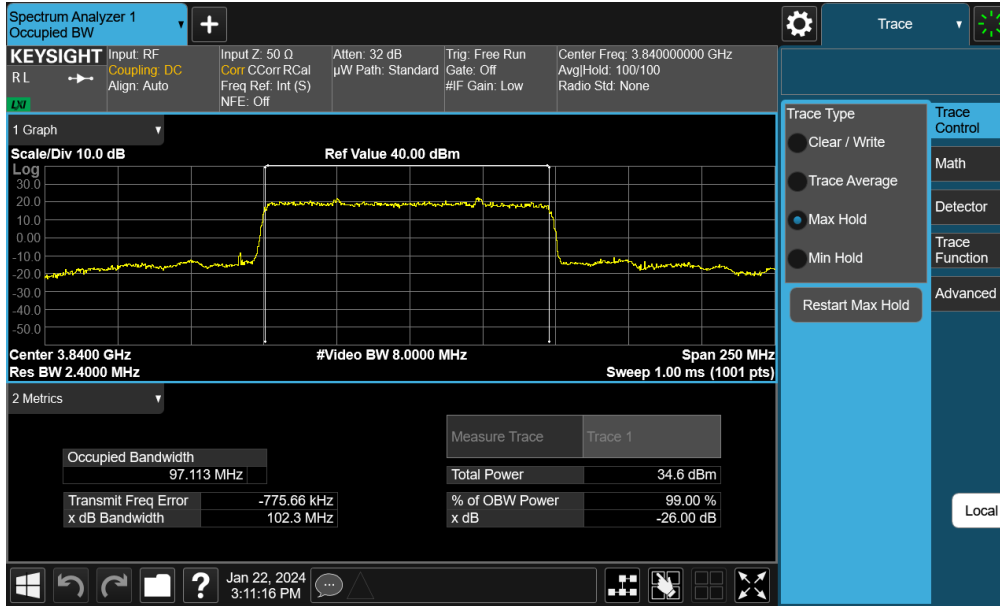 Spectrum Analyzer 1
Occupied BW
Trace
KEYSIGHT
R L
LXI
Input: RF
Coupling: DC
Align: Auto
Input Z: 50 Ω
Corr CCorr RCal
Freq Ref: Int (S)
NFE: Off
Atten: 32 dB
µW Path: Standard
Trig: Free Run
Gate: Off
#IF Gain: Low
Center Freq: 3.840000000 GHz
Avg|Hold: 100/100
Radio Std: None
1 Graph
Scale/Div 10.0 dB
Ref Value 40.00 dBm
Log
30.0
20.0
10.0
0.00
-10.0
-20.0
-30.0
-40.0
-50.0
Center 3.8400 GHz
#Video BW 8.0000 MHz
Span 250 MHz
Res BW 2.4000 MHz
Sweep 1.00 ms (1001 pts)
2 Metrics
Measure Trace
Trace 1
Occupied Bandwidth
97.113 MHz
Total Power
34.6 dBm
Transmit Freq Error
-775.66 kHz
% of OBW Power
99.00 %
x dB Bandwidth
102.3 MHz
x dB
-26.00 dB
Trace Type
Clear / Write
Trace Average
Max Hold
Min Hold
Restart Max Hold
Trace
Control
Math
Detector
Trace
Function
Advanced
Local
?
Jan 22, 2024
3:11:16 PM